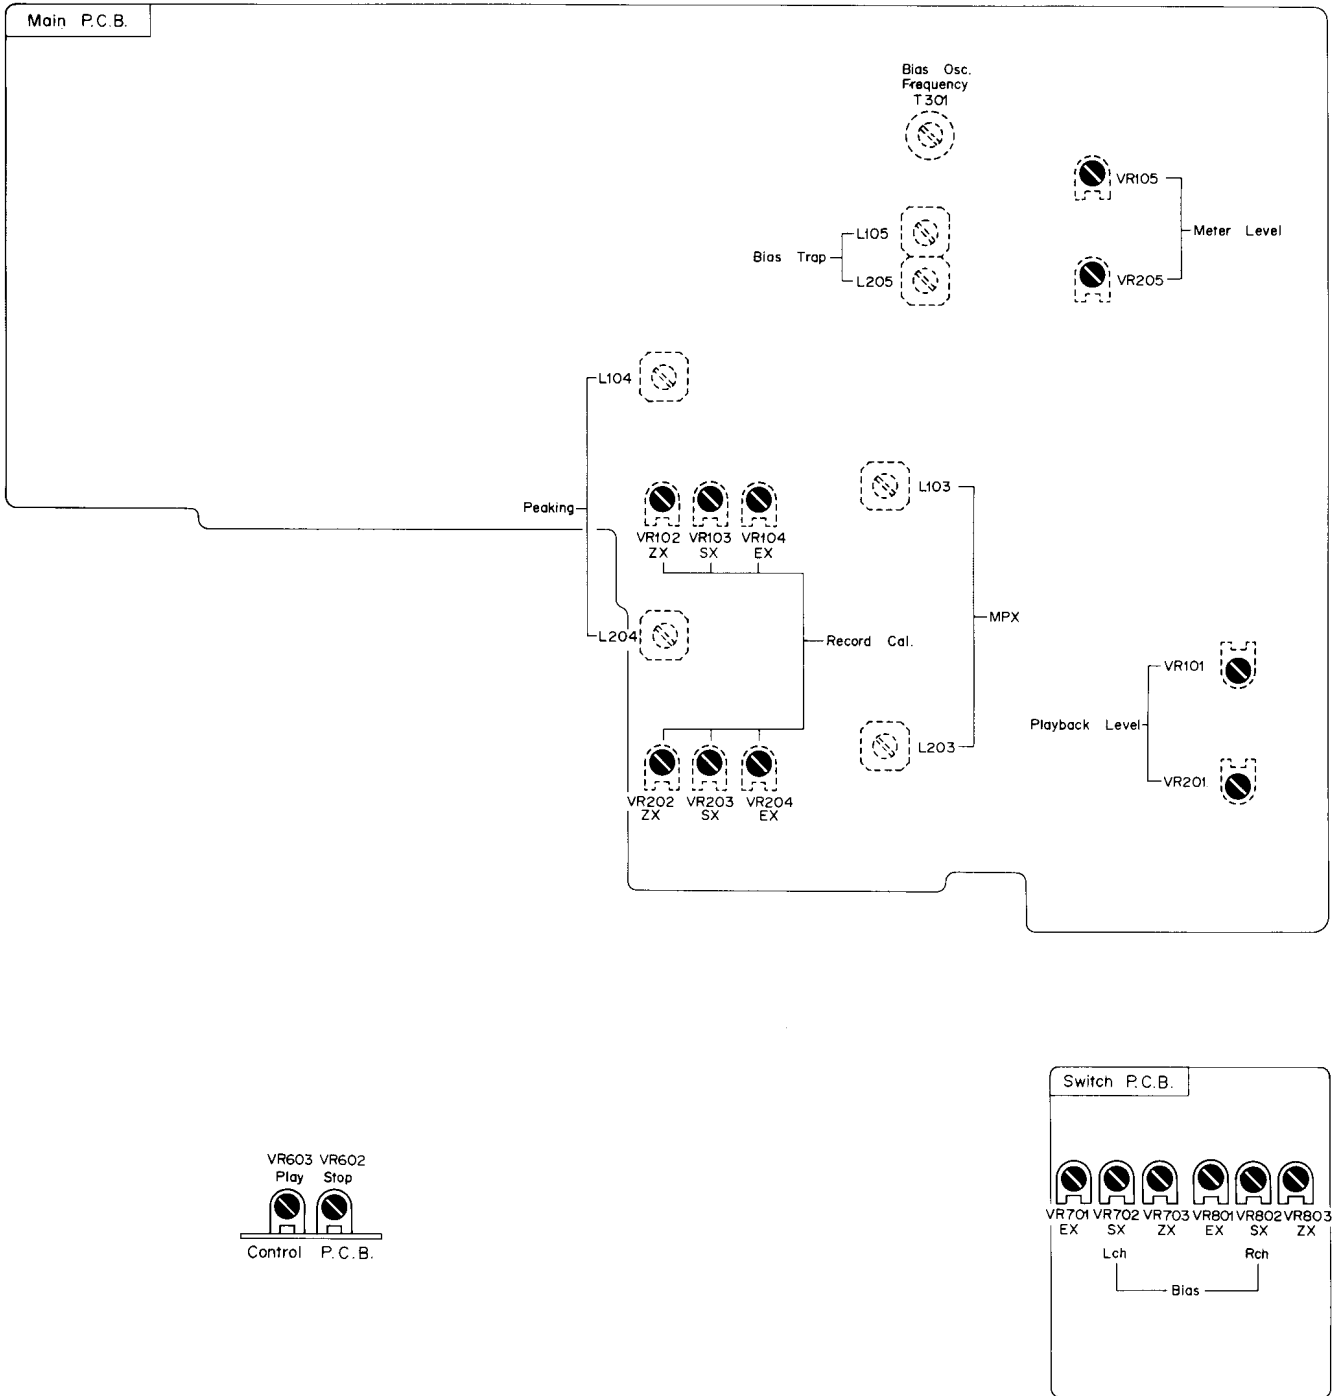 Main P.C.B.
Bias Osc.
Frequency
T301
VR105
Meter Level
VR205
L105
Bias Trap
L205
L104
Peaking
L204
L103
MPX
L203
VR102 VR103 VR104
ZX SX EX
Record Cal.
VR202 VR203 VR204
ZX SX EX
VR101
Playback Level
VR201
VR603 VR602
Play Stop
Control P.C.B.
Switch P.C.B.
VR701 VR702 VR703 VR801 VR802 VR803
EX SX ZX EX SX ZX
Lch Rch
Bias